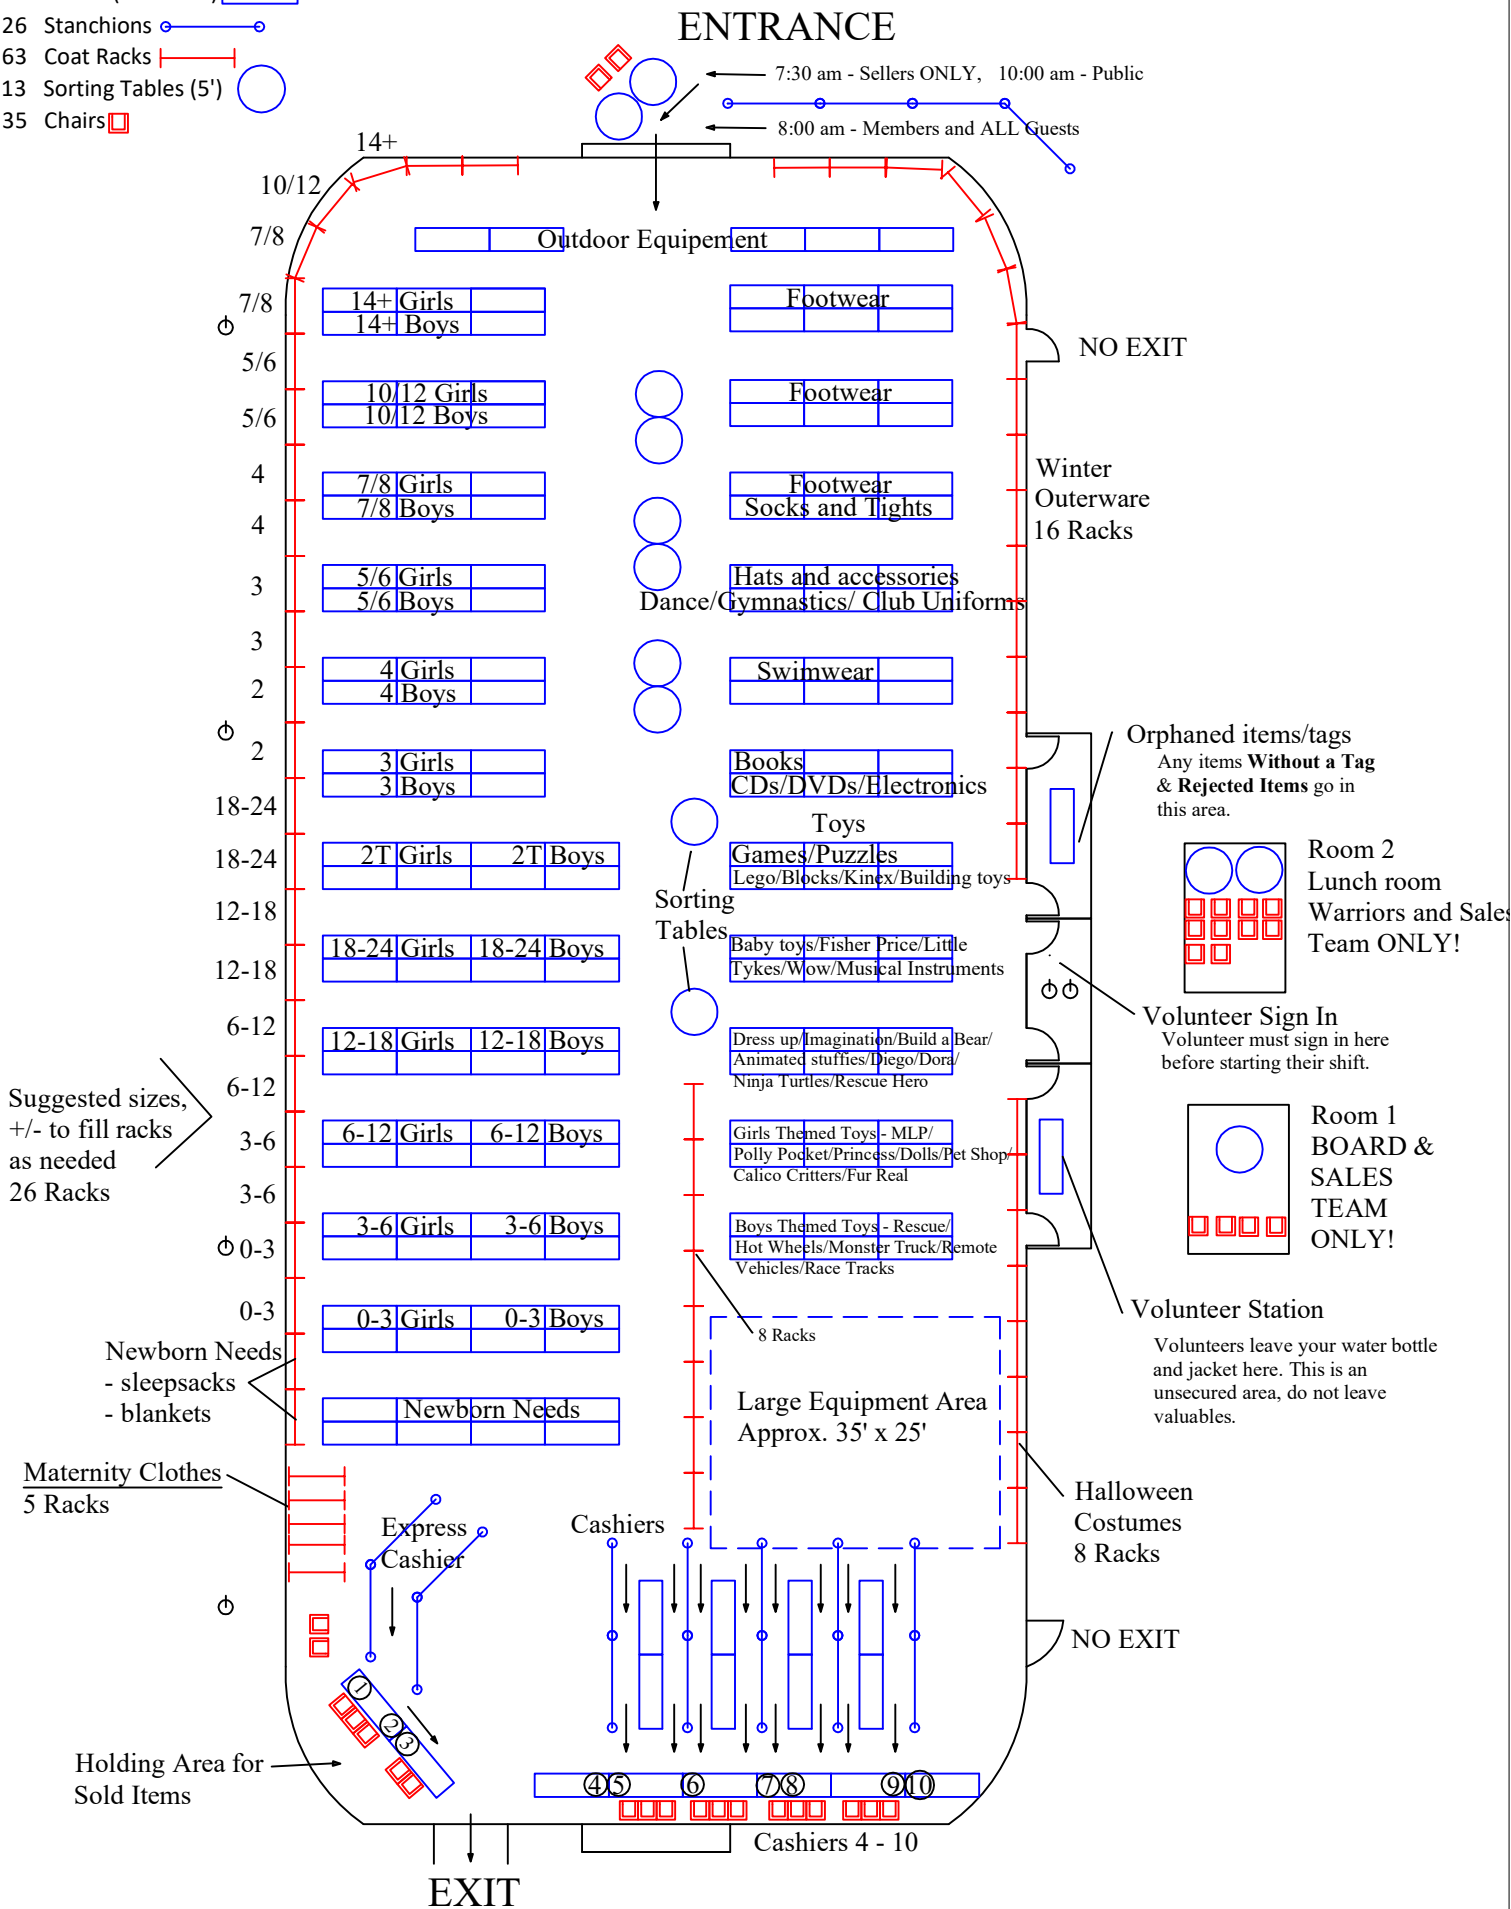 26 Stanchions
63 Coat Racks
13 Sorting Tables (5')
35 Chairs
ENTRANCE
7:30 am - Sellers ONLY, 10:00 am - Public
8:00 am - Members and ALL Guests
14+
10/12
7/8
7/8
5/6
5/6
4
4
3
3
2
2
18-24
18-24
12-18
12-18
6-12
6-12
3-6
3-6
0-3
0-3
Suggested sizes,
+/- to fill racks
as needed
26 Racks
Newborn Needs
- sleepsacks
- blankets
Maternity Clothes
5 Racks
Outdoor Equipement
14+ Girls
14+ Boys
10/12 Girls
10/12 Boys
7/8 Girls
7/8 Boys
5/6 Girls
5/6 Boys
4 Girls
4 Boys
3 Girls
3 Boys
2T Girls 2T Boys
18-24 Girls 18-24 Boys
12-18 Girls 12-18 Boys
6-12 Girls 6-12 Boys
3-6 Girls 3-6 Boys
0-3 Girls 0-3 Boys
Newborn Needs
Sorting
Tables
Footwear
Footwear
Footwear
Socks and Tights
Hats and accessories
Dance/Gymnastics/ Club Uniforms
Swimwear
Books
CDs/DVDs/Electronics
Toys
Games/Puzzles
Lego/Blocks/Kinex/Building toys
Baby toys/Fisher Price/Little
Tykes/Wow/Musical Instruments
Dress up/Imagination/Build a Bear/
Animated stuffies/Diego/Dora/
Ninja Turtles/Rescue Hero
Girls Themed Toys - MLP/
Polly Pocket/Princess/Dolls/Pet Shop/
Calico Critters/Fur Real
Boys Themed Toys - Rescue/
Hot Wheels/Monster Truck/Remote
Vehicles/Race Tracks
8 Racks
Large Equipment Area
Approx. 35' x 25'
NO EXIT
Winter
Outerware
16 Racks
Orphaned items/tags
Any items Without a Tag
& Rejected Items go in
this area.
Room 2
Lunch room
Warriors and Sales
Team ONLY!
Volunteer Sign In
Volunteer must sign in here
before starting their shift.
Room 1
BOARD &
SALES
TEAM
ONLY!
Volunteer Station
Volunteers leave your water bottle
and jacket here. This is an
unsecured area, do not leave
valuables.
Halloween
Costumes
8 Racks
NO EXIT
Express
Cashier
Cashiers
1
2
3
Holding Area for
Sold Items
4 5 6 7 8 9 10
Cashiers 4 - 10
EXIT